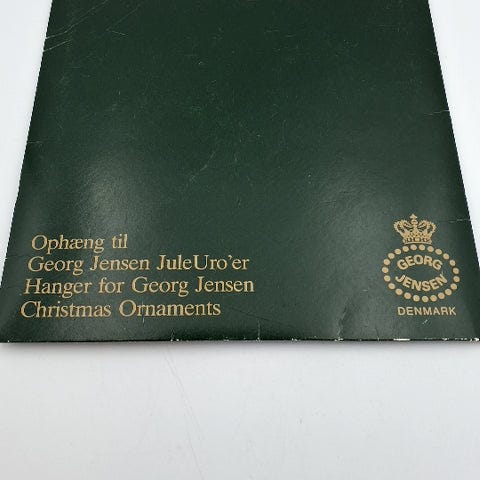 Ophæng til
Georg Jensen JuleUro'er
Hanger for Georg Jensen
Christmas Ornaments
GEORG
JENSEN
DENMARK